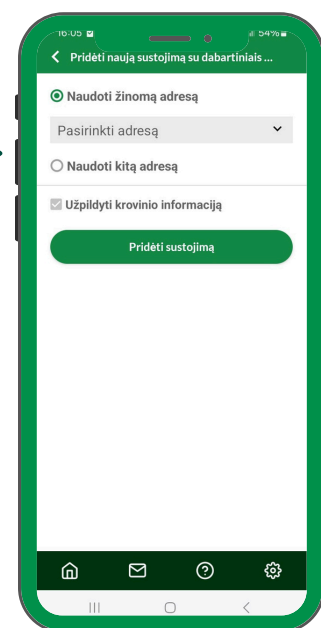 16:05 54%
Pridėti naują sustojimą su dabartiniais ...
Naudoti žinomą adresą
Pasirinkti adresą
Naudoti kitą adresą
Užpildyti krovinio informaciją
Pridėti sustojimą